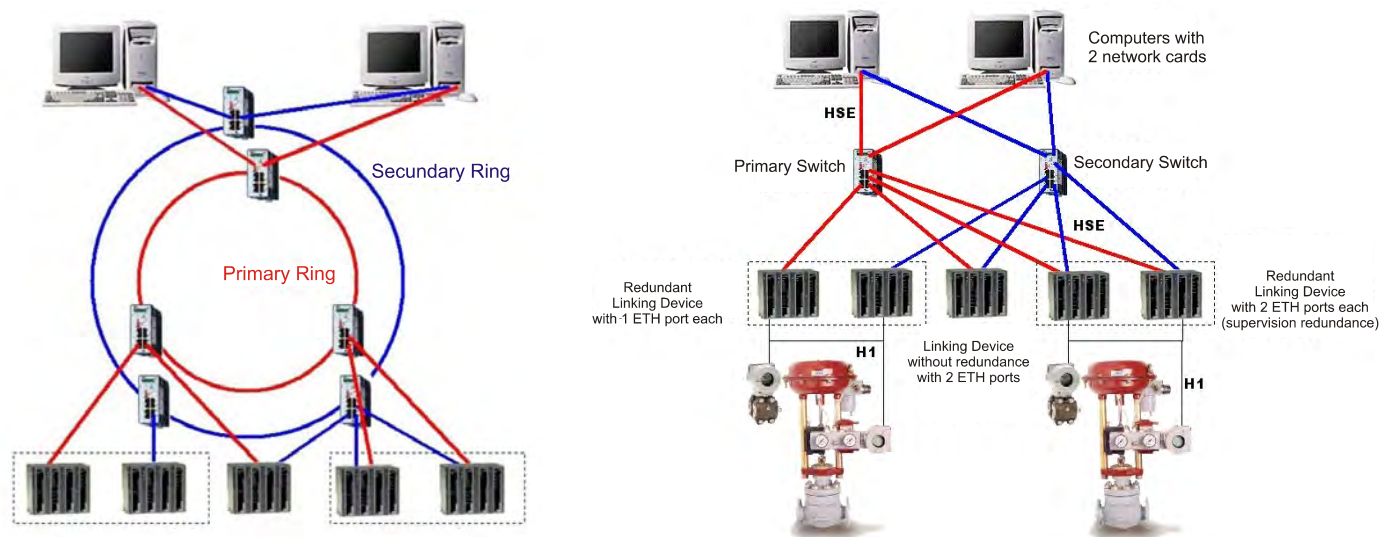 Secundary Ring
Primary Ring
Computers with
2 network cards
HSE
Primary Switch
Secondary Switch
HSE
Redundant
Linking Device
with 1 ETH port each
Redundant
Linking Device
with 2 ETH ports each
(supervision redundance)
Linking Device
without redundance
with 2 ETH ports
H1
H1